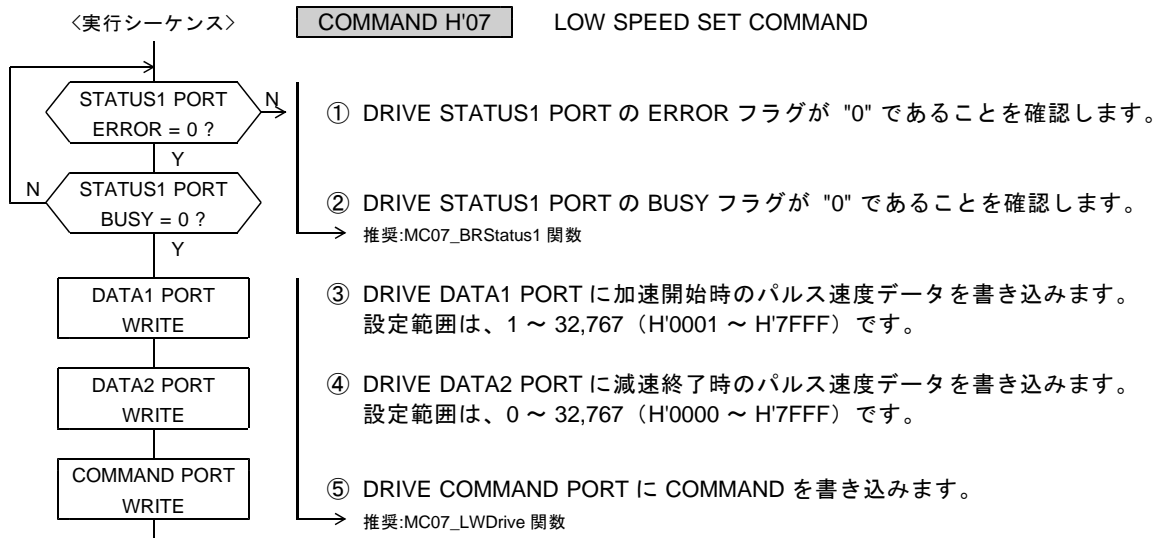 〈実行シーケンス〉
COMMAND H'07 LOW SPEED SET COMMAND
STATUS1 PORT
ERROR = 0 ?
N
Y
① DRIVE STATUS1 PORT の ERROR フラグが "0" であることを確認します。
STATUS1 PORT
BUSY = 0 ?
N
Y
② DRIVE STATUS1 PORT の BUSY フラグが "0" であることを確認します。
推奨:MC07_BRStatus1 関数
DATA1 PORT
WRITE
③ DRIVE DATA1 PORT に加速開始時のパルス速度データを書き込みます。
設定範囲は、1 ～ 32,767（H'0001 ～ H'7FFF）です。
DATA2 PORT
WRITE
④ DRIVE DATA2 PORT に減速終了時のパルス速度データを書き込みます。
設定範囲は、0 ～ 32,767（H'0000 ～ H'7FFF）です。
COMMAND PORT
WRITE
⑤ DRIVE COMMAND PORT に COMMAND を書き込みます。
推奨:MC07_LWDrive 関数